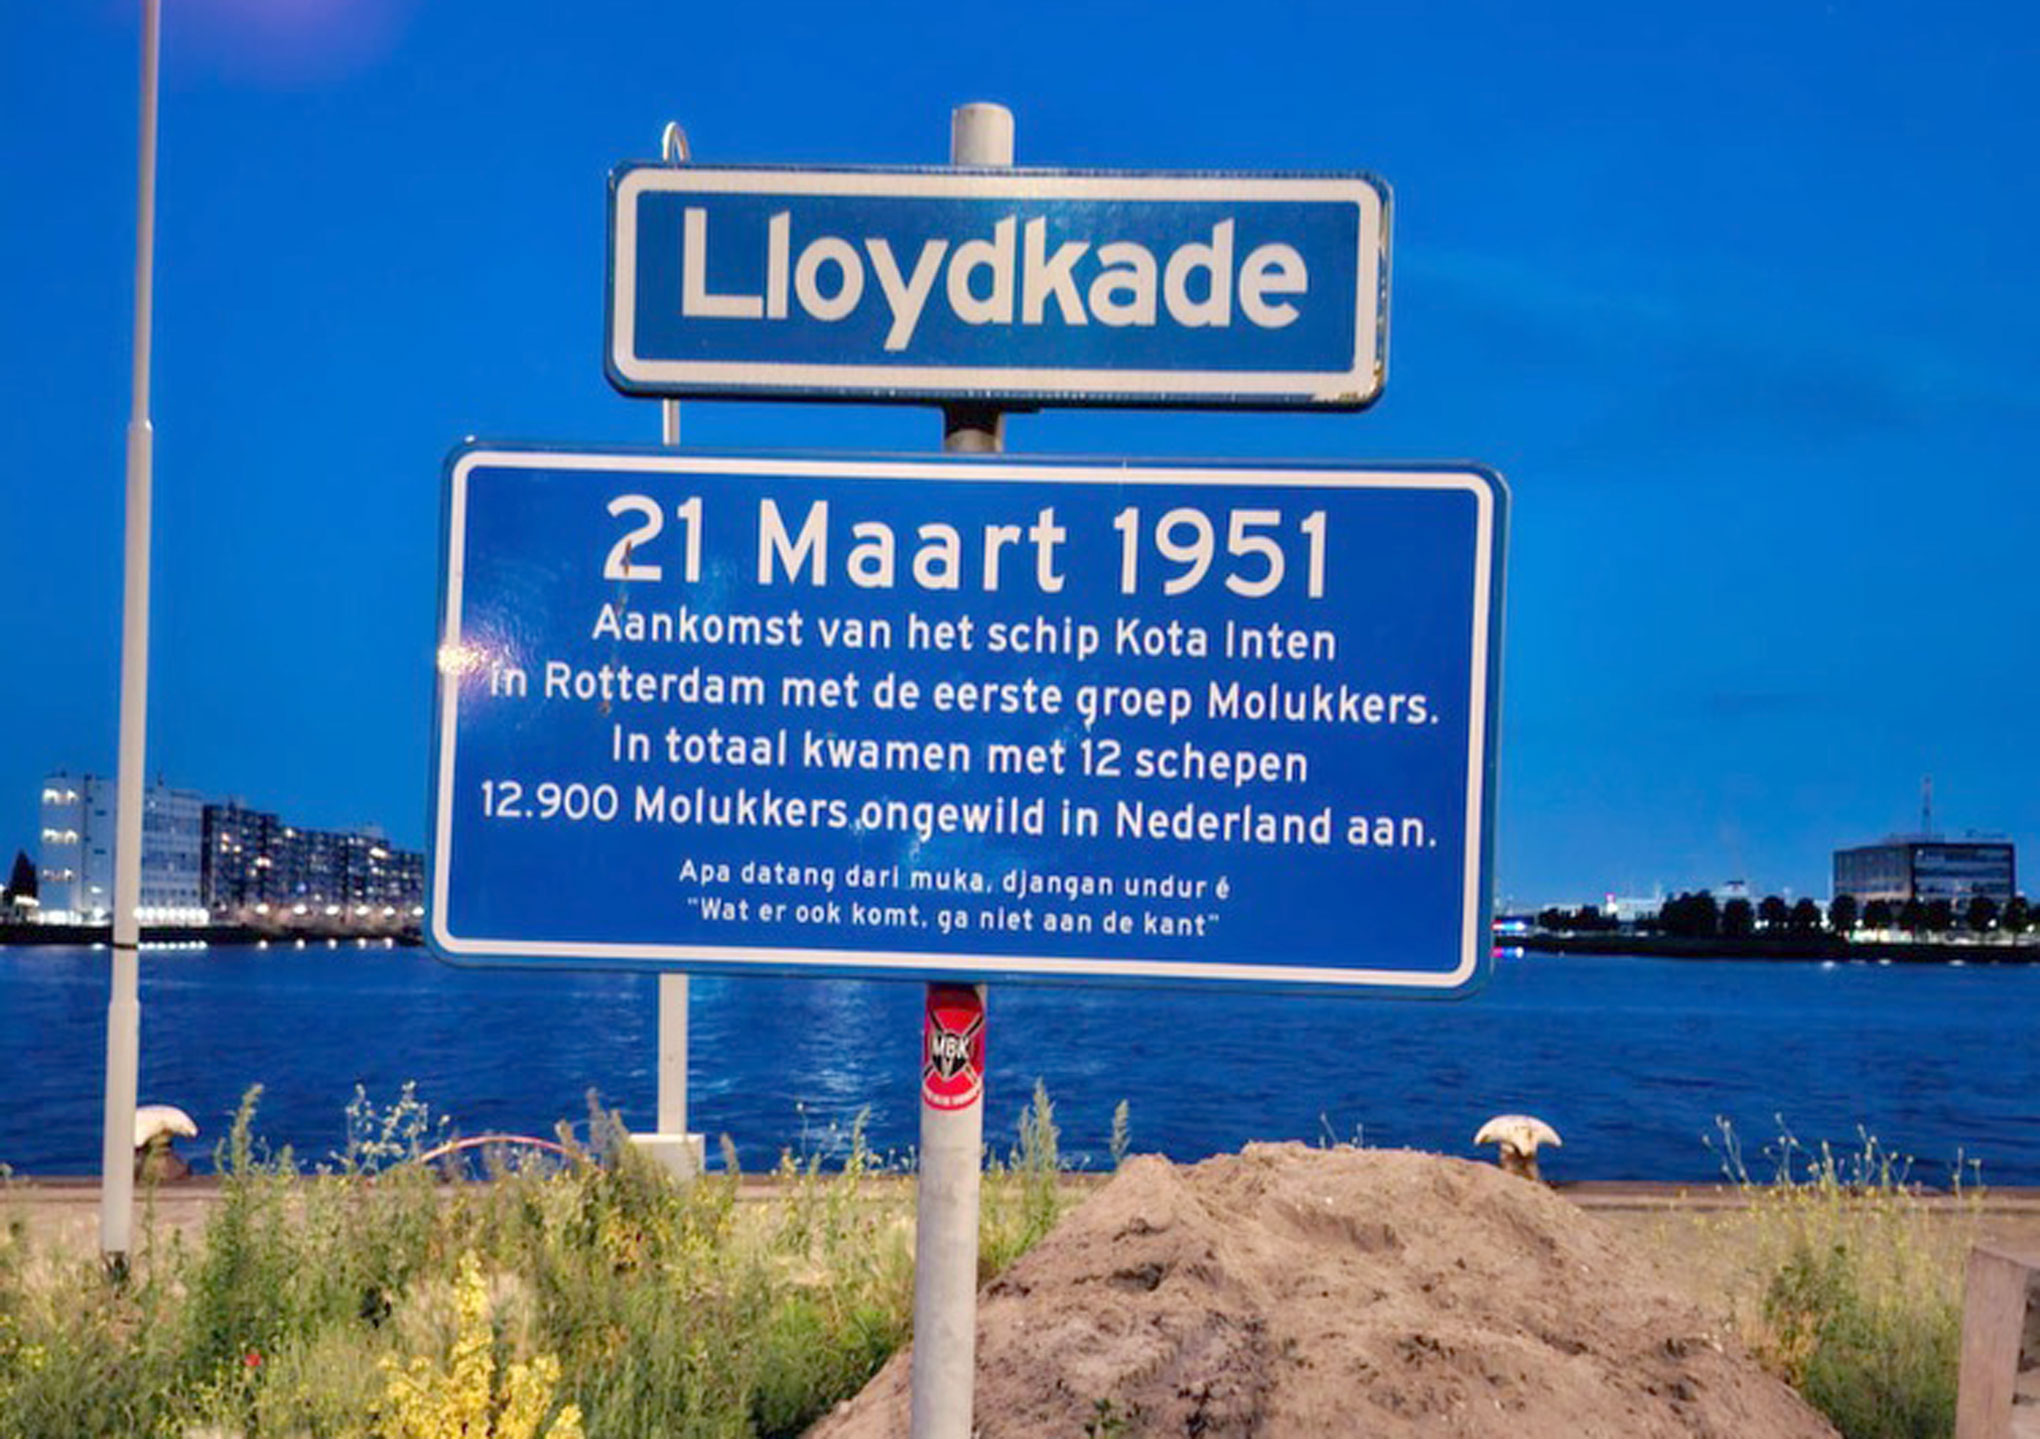 Lloydkade
21 Maart 1951
Aankomst van het schip Kota Inten
in Rotterdam met de eerste groep Molukkers.
In totaal kwamen met 12 schepen
12.900 Molukkers ongewild in Nederland aan.
Apa datang dari muka, djangan undur é
"Wat er ook komt, ga niet aan de kant"
MBK